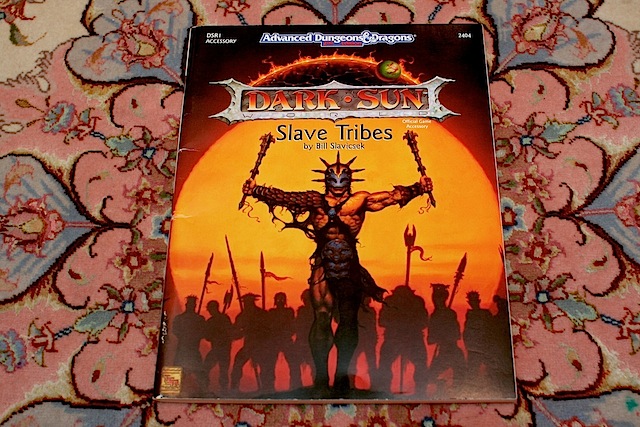 DSR1
ACCESSORY
Advanced Dungeons & Dragons
2404
DARK·SUN
WORLD
Official Game
Accessory
Slave Tribes
by Bill Slavicsek